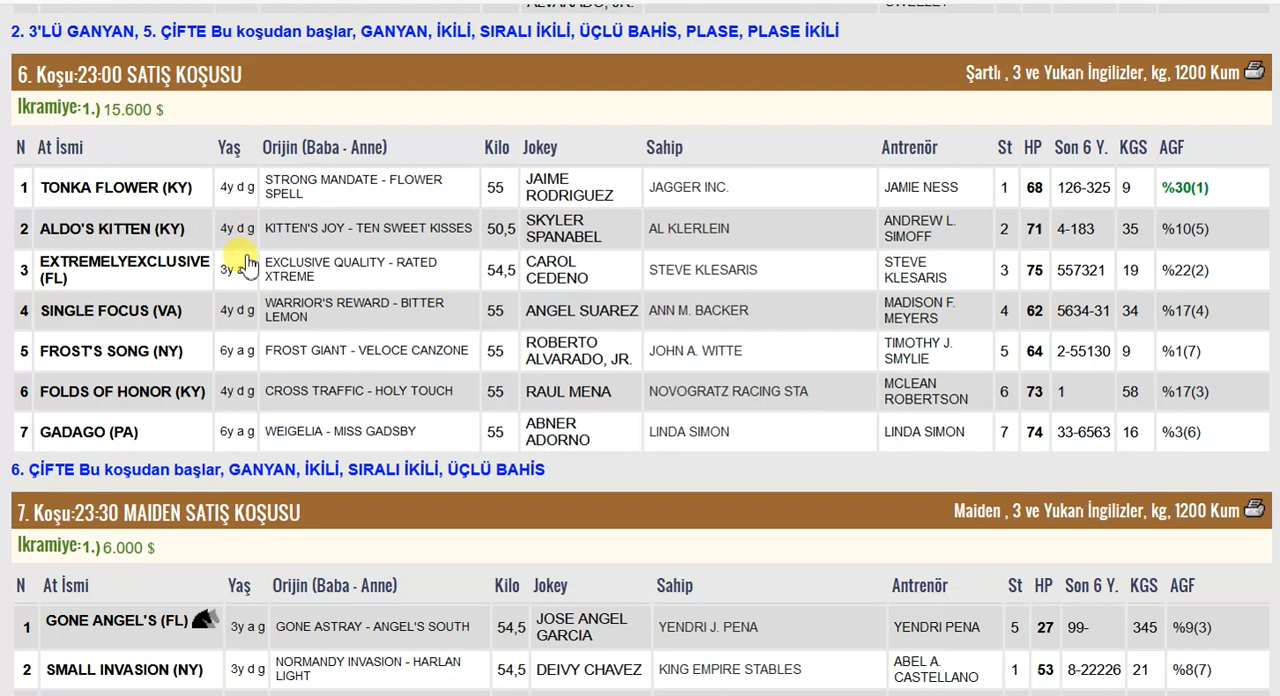 ALVARADO, JR. SWEEZEY
2. 3'LÜ GANYAN, 5. ÇİFTE Bu koşudan başlar, GANYAN, İKİLİ, SIRALI İKİLİ, ÜÇLÜ BAHİS, PLASE, PLASE İKİLİ
6. Koşu:23:00 SATIŞ KOŞUSU Şartlı , 3 ve Yukarı İngilizler, kg, 1200 Kum
İkramiye:1.) 15.600 $
N At İsmi Yaş Orijin (Baba - Anne) Kilo Jokey Sahip Antrenör St HP Son 6 Y. KGS AGF
1 TONKA FLOWER (KY) 4y d g STRONG MANDATE - FLOWER SPELL 55 JAIME RODRIGUEZ JAGGER INC. JAMIE NESS 1 68 126-325 9 %30(1)
2 ALDO'S KITTEN (KY) 4y d g KITTEN'S JOY - TEN SWEET KISSES 50,5 SKYLER SPANABEL AL KLERLEIN ANDREW L. SIMOFF 2 71 4-183 35 %10(5)
3 EXTREMELYEXCLUSIVE (FL) 3y EXCLUSIVE QUALITY - RATED XTREME 54,5 CAROL CEDENO STEVE KLESARIS STEVE KLESARIS 3 75 557321 19 %22(2)
4 SINGLE FOCUS (VA) 4y d g WARRIOR'S REWARD - BITTER LEMON 55 ANGEL SUAREZ ANN M. BACKER MADISON F. MEYERS 4 62 5634-31 34 %17(4)
5 FROST'S SONG (NY) 6y a g FROST GIANT - VELOCE CANZONE 55 ROBERTO ALVARADO, JR. JOHN A. WITTE TIMOTHY J. SMYLIE 5 64 2-55130 9 %1(7)
6 FOLDS OF HONOR (KY) 4y d g CROSS TRAFFIC - HOLY TOUCH 55 RAUL MENA NOVOGRATZ RACING STA MCLEAN ROBERTSON 6 73 1 58 %17(3)
7 GADAGO (PA) 6y a g WEIGELIA - MISS GADSBY 55 ABNER ADORNO LINDA SIMON LINDA SIMON 7 74 33-6563 16 %3(6)
6. ÇİFTE Bu koşudan başlar, GANYAN, İKİLİ, SIRALI İKİLİ, ÜÇLÜ BAHİS
7. Koşu:23:30 MAIDEN SATIŞ KOŞUSU Maiden , 3 ve Yukarı İngilizler, kg, 1200 Kum
İkramiye:1.) 6.000 $
N At İsmi Yaş Orijin (Baba - Anne) Kilo Jokey Sahip Antrenör St HP Son 6 Y. KGS AGF
1 GONE ANGEL'S (FL) 3y a g GONE ASTRAY - ANGEL'S SOUTH 54,5 JOSE ANGEL GARCIA YENDRI J. PENA YENDRI PENA 5 27 99- 345 %9(3)
2 SMALL INVASION (NY) 3y d g NORMANDY INVASION - HARLAN LIGHT 54,5 DEIVY CHAVEZ KING EMPIRE STABLES ABEL A. CASTELLANO 1 53 8-22226 21 %8(7)